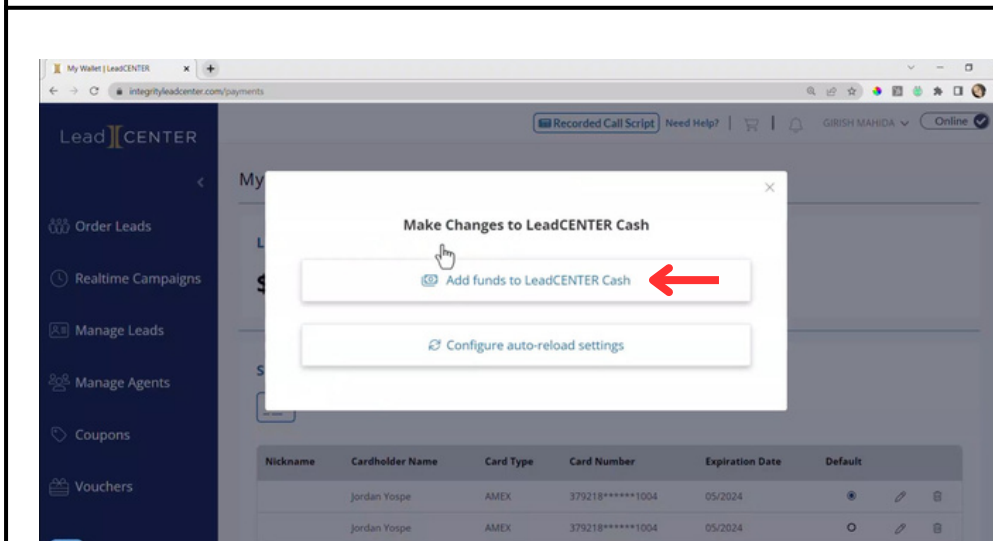 My Wallet | LeadCENTER
integrityleadcenter.com/payments
Lead CENTER
Recorded Call Script Need Help? GIRISH MAHIDA Online
My
Order Leads
Realtime Campaigns
Manage Leads
Manage Agents
Coupons
Vouchers
L
$
Make Changes to LeadCENTER Cash
Add funds to LeadCENTER Cash
Configure auto-reload settings
S
Nickname Cardholder Name Card Type Card Number Expiration Date Default
Jordan Yospe AMEX 379218******1004 05/2024
Jordan Yospe AMEX 379218******1004 05/2024